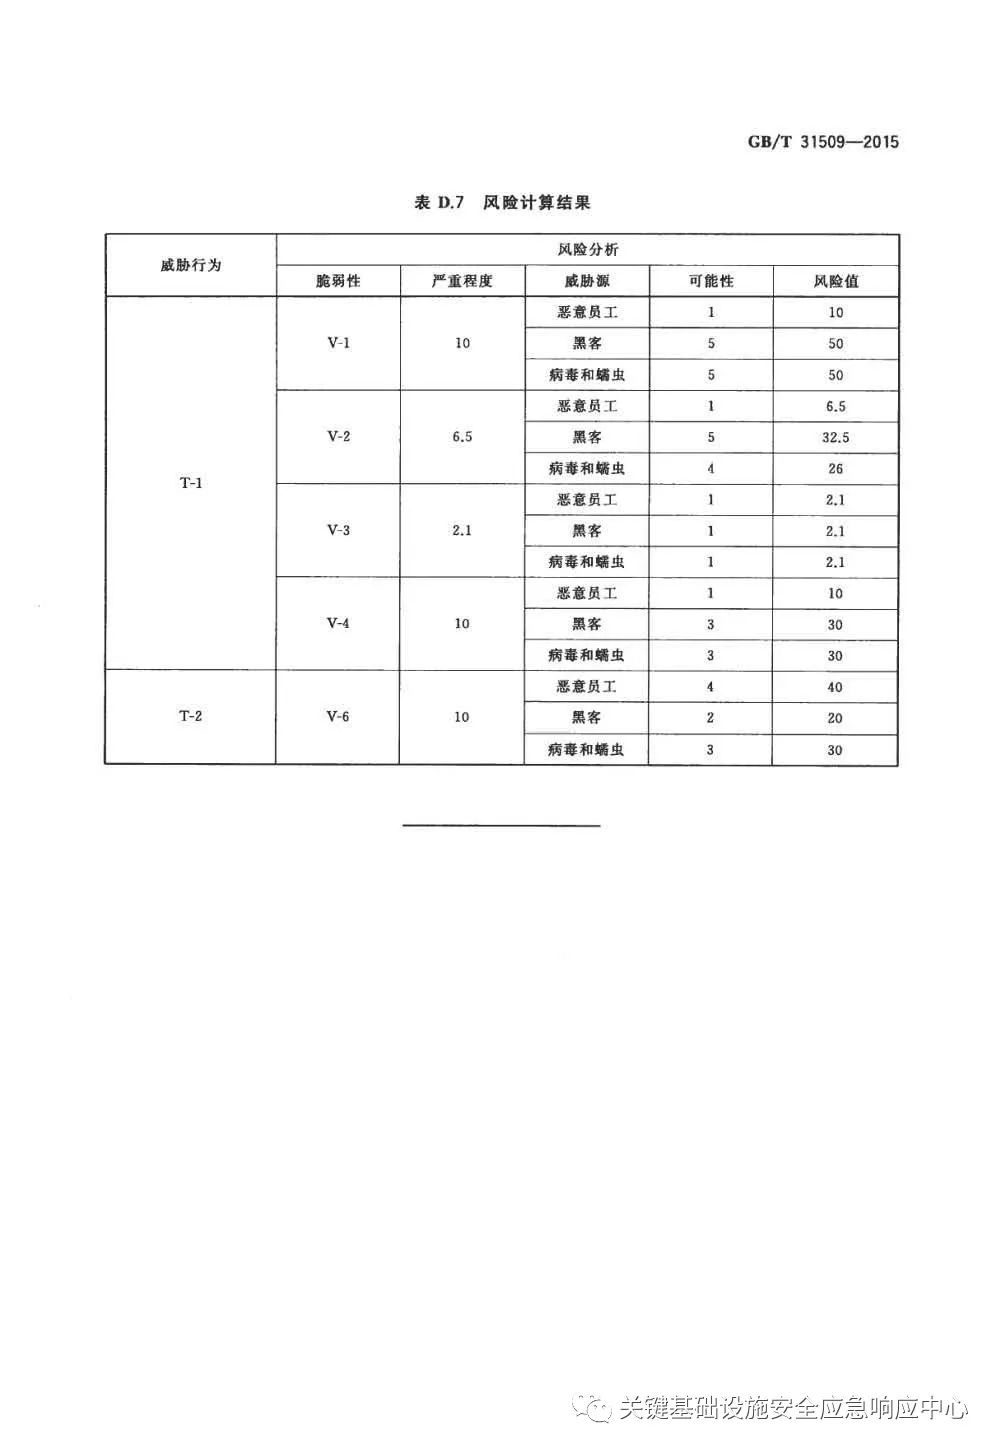 GB/T 31509—2015
表 D.7 风险计算结果
威胁行为 风险分析
脆弱性 严重程度 威胁源 可能性 风险值
T-1 V-1 10 恶意员工 1 10
黑客 5 50
病毒和蠕虫 5 50
V-2 6.5 恶意员工 1 6.5
黑客 5 32.5
病毒和蠕虫 4 26
V-3 2.1 恶意员工 1 2.1
黑客 1 2.1
病毒和蠕虫 1 2.1
V-4 10 恶意员工 1 10
黑客 3 30
病毒和蠕虫 3 30
T-2 V-6 10 恶意员工 4 40
黑客 2 20
病毒和蠕虫 3 30
关键基础设施安全应急响应中心